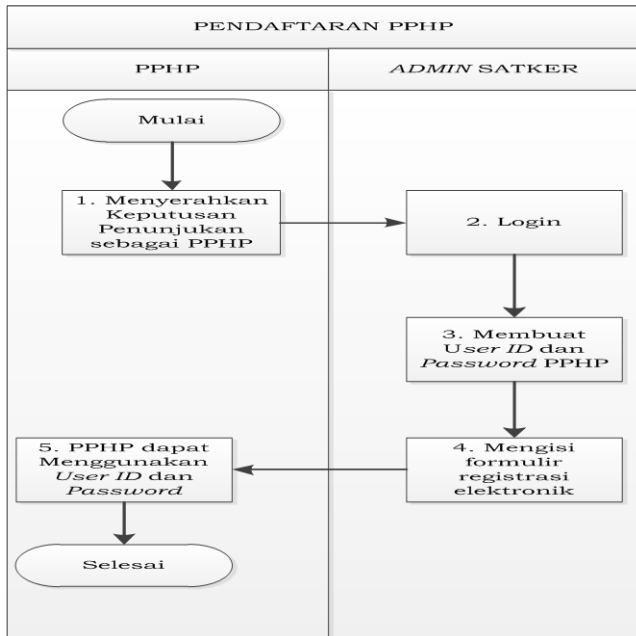 PENDAFTARAN PPHP
PPHP
ADMIN SATKER
Mulai
1. Menyerahkan
Keputusan
Penunjukan
sebagai PPHP
2. Login
3. Membuat
User ID dan
Password PPHP
4. Mengisi
formulir
registrasi
elektronik
5. PPHP dapat
Menggunakan
User ID dan
Password
Selesai